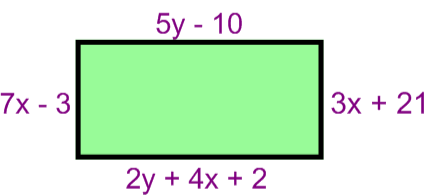 5y - 10
7x - 3
3x + 21
2y + 4x + 2